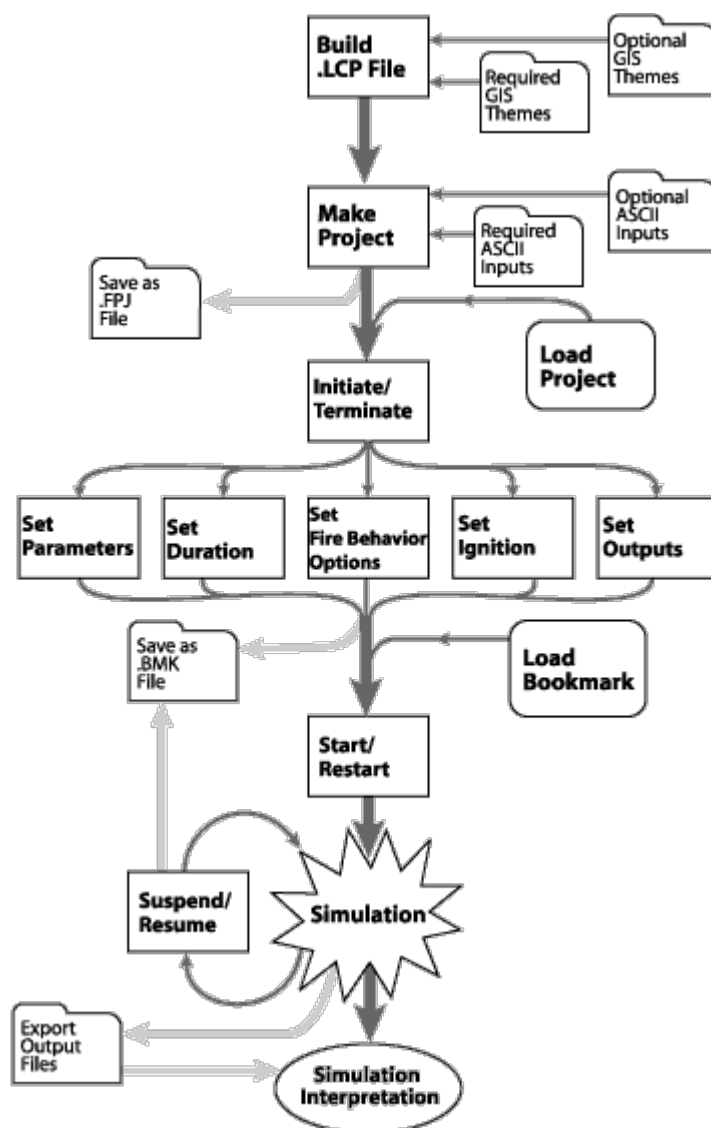 Build
.LCP File
Optional
GIS
Themes
Required
GIS
Themes
Make
Project
Optional
ASCII
Inputs
Required
ASCII
Inputs
Save as
.FPJ
File
Load
Project
Initiate/
Terminate
Set
Parameters
Set
Duration
Set
Fire Behavior
Options
Set
Ignition
Set
Outputs
Save as
.BMK
File
Load
Bookmark
Start/
Restart
Suspend/
Resume
Simulation
Export
Output
Files
Simulation
Interpretation